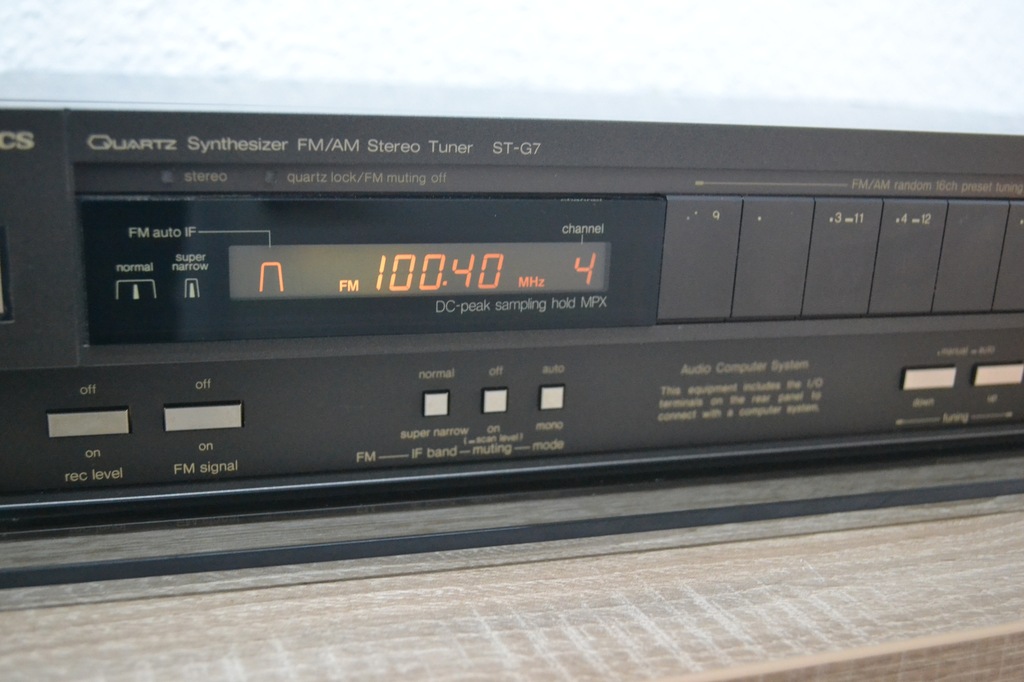 CS
QUARTZ Synthesizer FM/AM Stereo Tuner ST-G7
stereo quartz lock/FM muting off
FM/AM random 16ch preset tuning
9 3 11 4 12
FM auto IF
channel
normal super narrow
FM 100.40 MHz 4
DC-peak sampling hold MPX
off off normal off auto
Audio Computer System
This equipment includes the I/O
terminals on the rear panel to
connect with a computer system.
manual auto
down up
tuning
on on super narrow on mono
(scan level)
rec level FM signal FM IF band muting mode